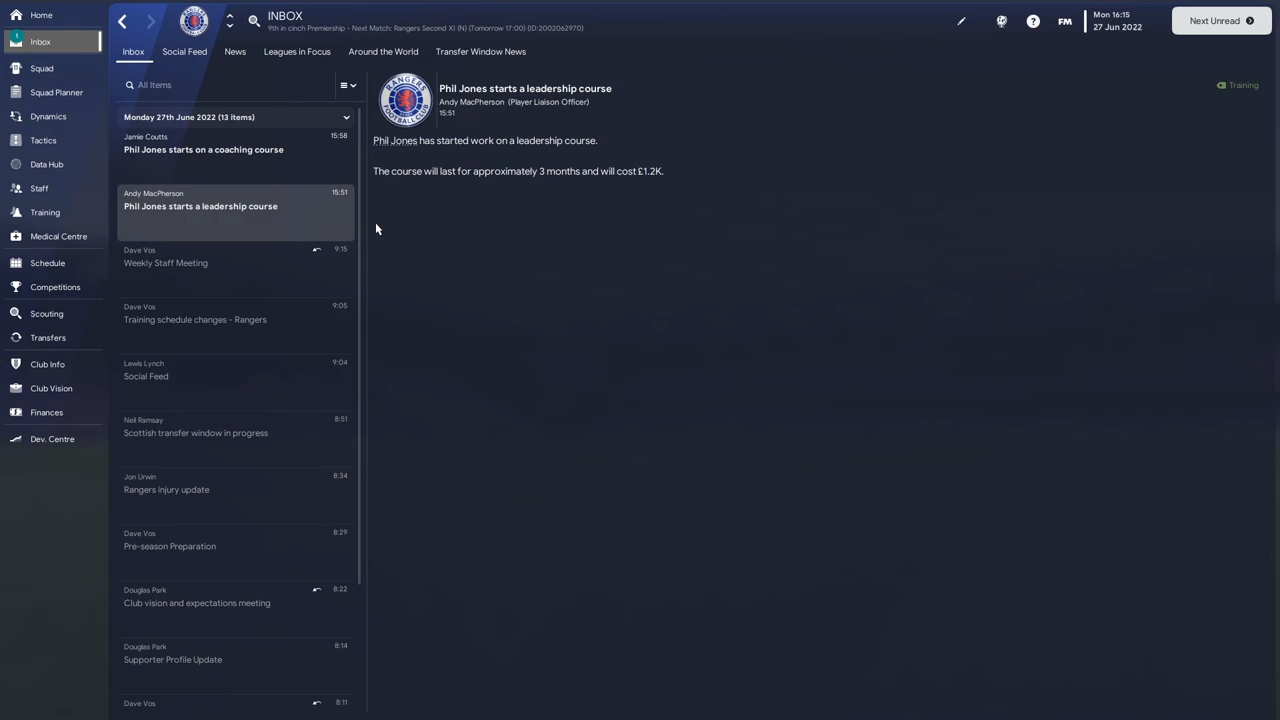 Home
1
Inbox
Squad
Squad Planner
Dynamics
Tactics
Data Hub
Staff
Training
Medical Centre
Schedule
Competitions
Scouting
Transfers
Club Info
Club Vision
Finances
Dev. Centre
INBOX
9th in cinch Premiership - Next Match: Rangers Second XI (N) (Tomorrow 17:00) (ID:2002062970)
?
FM
Mon 16:15
27 Jun 2022
Next Unread
Inbox
Social Feed
News
Leagues in Focus
Around the World
Transfer Window News
All Items
Monday 27th June 2022 (13 items)
Jamie Coutts 15:58
Phil Jones starts on a coaching course
Andy MacPherson 15:51
Phil Jones starts a leadership course
Dave Vos 9:15
Weekly Staff Meeting
Dave Vos 9:05
Training schedule changes - Rangers
Lewis Lynch 9:04
Social Feed
Neil Ramsay 8:51
Scottish transfer window in progress
Jon Urwin 8:34
Rangers injury update
Dave Vos 8:29
Pre-season Preparation
Douglas Park 8:22
Club vision and expectations meeting
Douglas Park 8:14
Supporter Profile Update
Dave Vos 8:11
RANGERS
FOOTBALL CLUB
Phil Jones starts a leadership course
Andy MacPherson (Player Liaison Officer)
15:51
Training
Phil Jones has started work on a leadership course.
The course will last for approximately 3 months and will cost £1.2K.